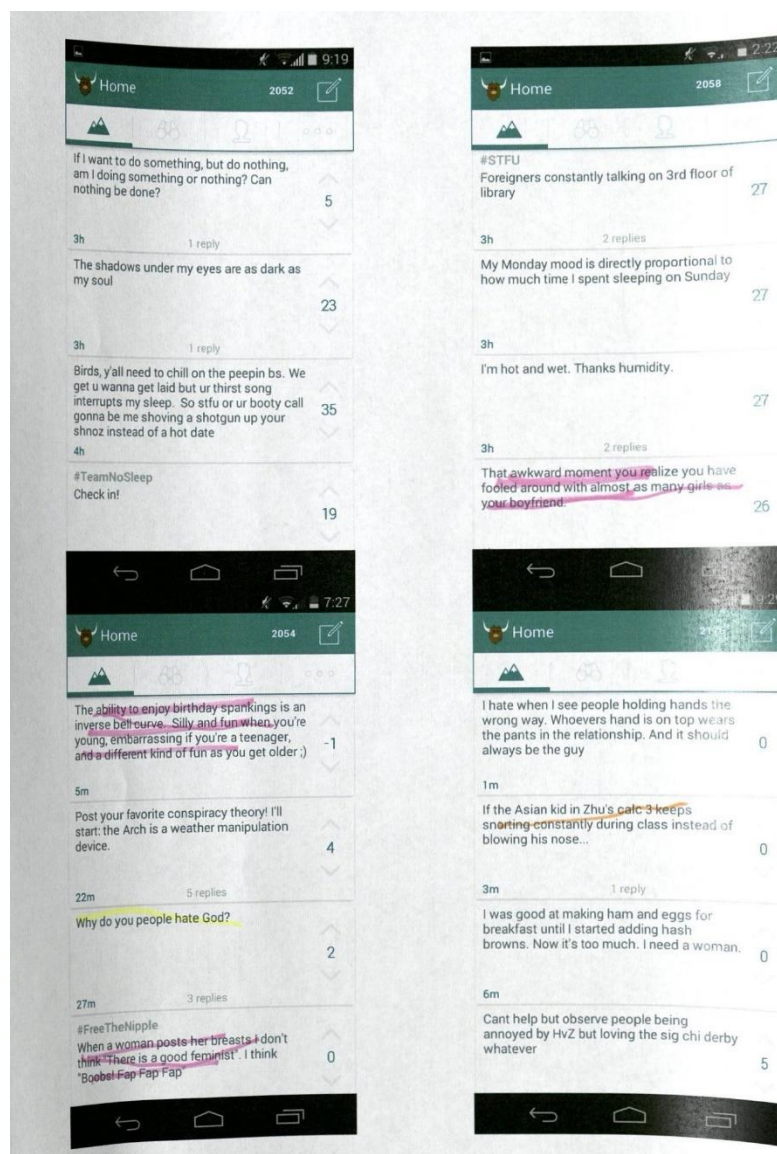 9:19
Home
2052
If I want to do something, but do nothing,
am I doing something or nothing? Can
nothing be done?
5
3h
1 reply
The shadows under my eyes are as dark as
my soul
23
3h
1 reply
Birds, y'all need to chill on the peepin bs. We
get u wanna get laid but ur thirst song
interrupts my sleep. So stfu or ur booty call
gonna be me shoving a shotgun up your
shnoz instead of a hot date
35
4h
#TeamNoSleep
Check in!
19
2:22
Home
2058
#STFU
Foreigners constantly talking on 3rd floor of
library
27
3h
2 replies
My Monday mood is directly proportional to
how much time I spent sleeping on Sunday
27
3h
I'm hot and wet. Thanks humidity.
27
3h
2 replies
That awkward moment you realize you have
fooled around with almost as many girls as
your boyfriend.
26
7:27
Home
2054
The ability to enjoy birthday spankings is an
inverse bell curve. Silly and fun when you're
young, embarrassing if you're a teenager,
and a different kind of fun as you get older ;)
-1
5m
Post your favorite conspiracy theory! I'll
start: the Arch is a weather manipulation
device.
4
22m
5 replies
Why do you people hate God?
2
27m
3 replies
#FreeTheNipple
When a woman posts her breasts I don't
think "There is a good feminist". I think
"Boobs! Fap Fap Fap"
0
Home
I hate when I see people holding hands the
wrong way. Whoevers hand is on top wears
the pants in the relationship. And it should
always be the guy
0
1m
If the Asian kid in Zhu's calc 3 keeps
snorting constantly during class instead of
blowing his nose...
0
3m
1 reply
I was good at making ham and eggs for
breakfast until I started adding hash
browns. Now it's too much. I need a woman.
0
6m
Cant help but observe people being
annoyed by HvZ but loving the sig chi derby
whatever
5